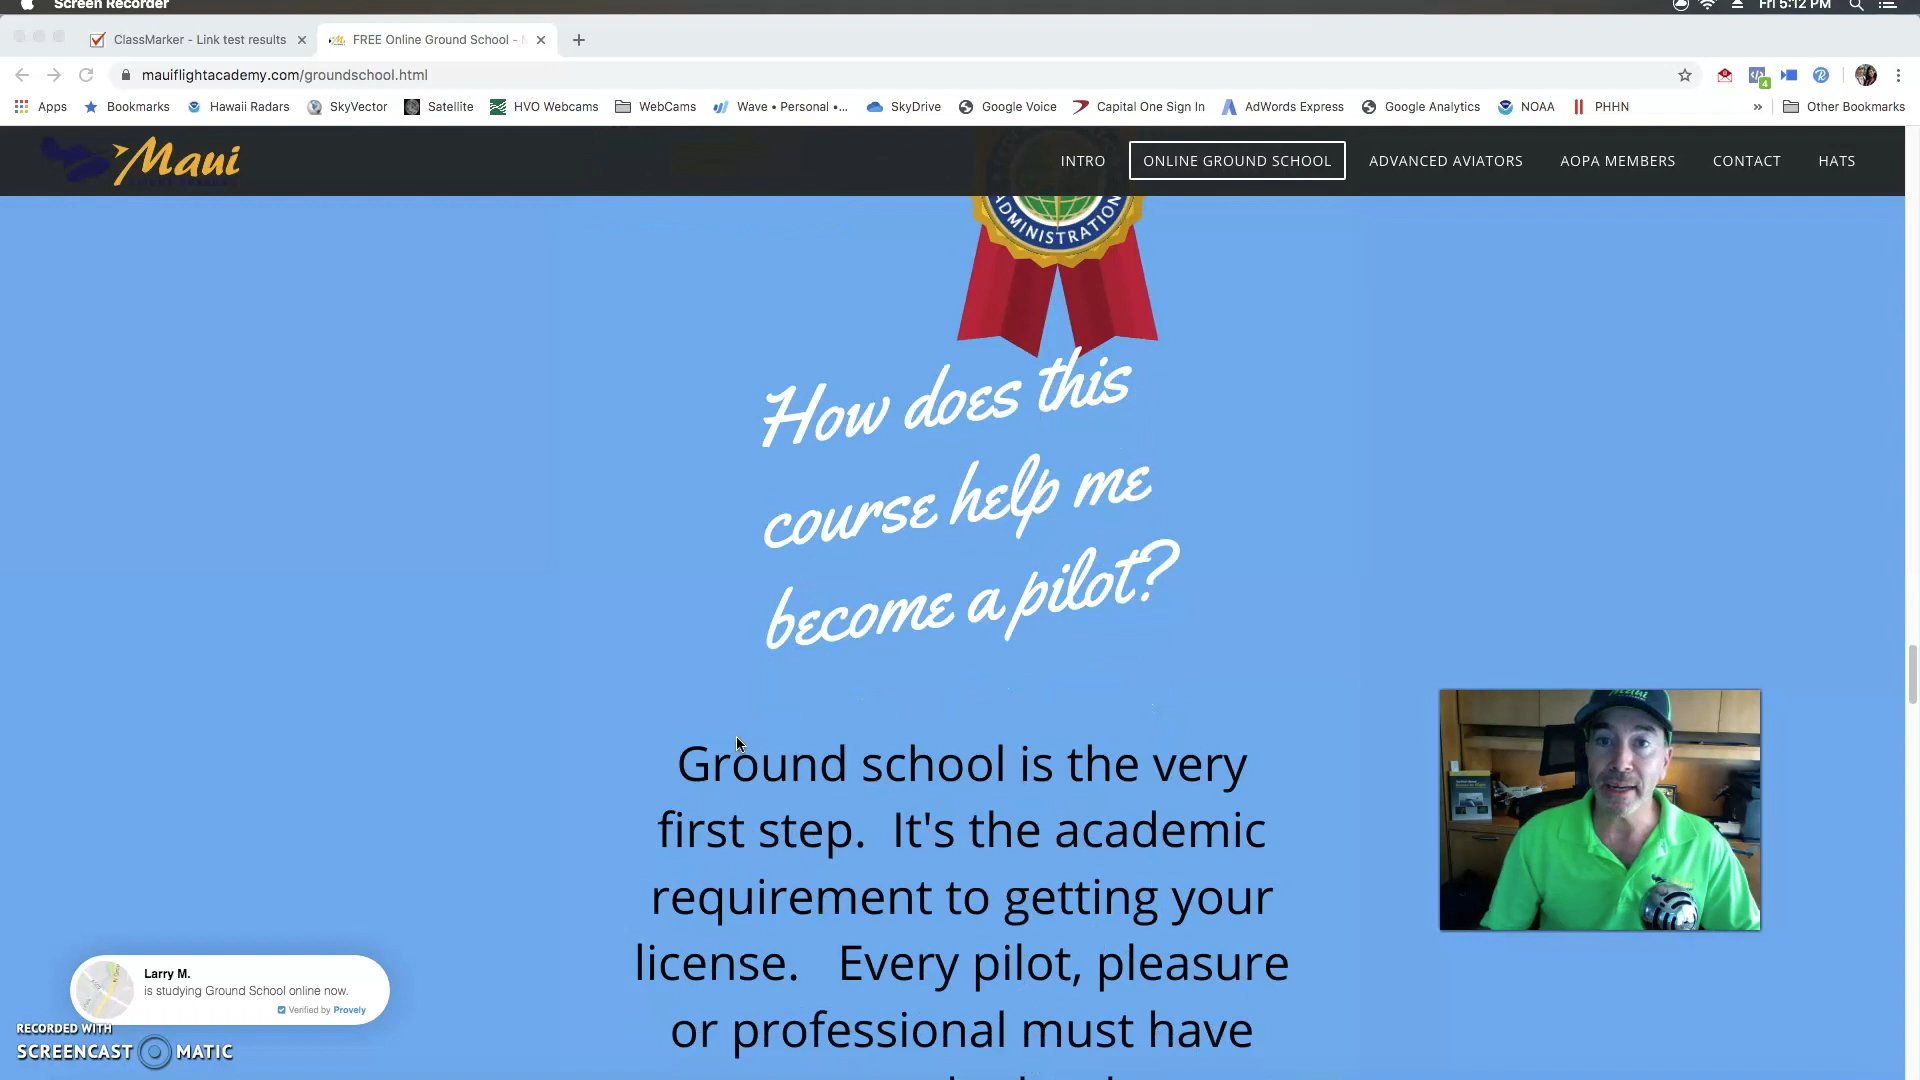 Screen Recorder
Fri 5:12 PM
ClassMarker - Link test results
FREE Online Ground School -
mauiflightacademy.com/groundschool.html
Apps
Bookmarks
Hawaii Radars
SkyVector
Satellite
HVO Webcams
WebCams
Wave • Personal •...
SkyDrive
Google Voice
Capital One Sign In
AdWords Express
Google Analytics
NOAA
PHHN
»
Other Bookmarks
Maui
INTRO
ONLINE GROUND SCHOOL
ADVANCED AVIATORS
AOPA MEMBERS
CONTACT
HATS
ADMINISTRATION
How does this
course help me
become a pilot?
Ground school is the very
first step.  It's the academic
requirement to getting your
license.   Every pilot, pleasure
or professional must have
Maui
Larry M.
is studying Ground School online now.
Verified by Provely
RECORDED WITH
SCREENCAST MATIC